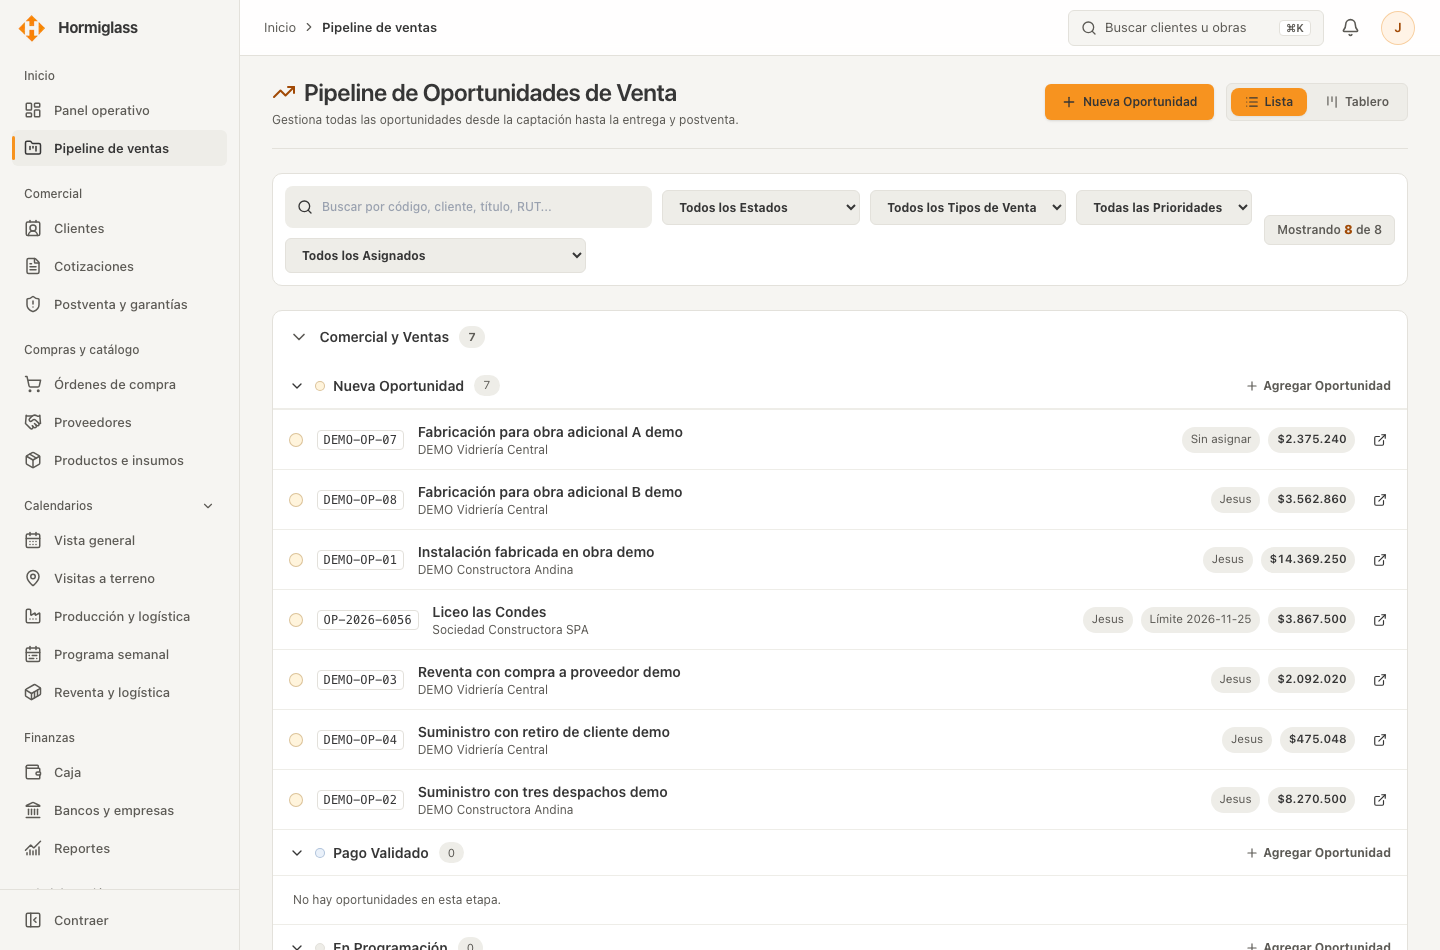 Hormiglass
Inicio
Panel operativo
Pipeline de ventas
Comercial
Clientes
Cotizaciones
Postventa y garantías
Compras y catálogo
Órdenes de compra
Proveedores
Productos e insumos
Calendarios
Vista general
Visitas a terreno
Producción y logística
Programa semanal
Reventa y logística
Finanzas
Caja
Bancos y empresas
Reportes
Contraer
Inicio > Pipeline de ventas
Buscar clientes u obras ⌘K
J
Pipeline de Oportunidades de Venta
Gestiona todas las oportunidades desde la captación hasta la entrega y postventa.
+ Nueva Oportunidad
Lista
Tablero
Buscar por código, cliente, título, RUT...
Todos los Estados
Todos los Tipos de Venta
Todas las Prioridades
Todos los Asignados
Mostrando 8 de 8
Comercial y Ventas 7
Nueva Oportunidad 7
+ Agregar Oportunidad
DEMO-OP-07
Fabricación para obra adicional A demo
DEMO Vidriería Central
Sin asignar
$2.375.240
DEMO-OP-08
Fabricación para obra adicional B demo
DEMO Vidriería Central
Jesus
$3.562.860
DEMO-OP-01
Instalación fabricada en obra demo
DEMO Constructora Andina
Jesus
$14.369.250
OP-2026-6056
Liceo las Condes
Sociedad Constructora SPA
Jesus
Límite 2026-11-25
$3.867.500
DEMO-OP-03
Reventa con compra a proveedor demo
DEMO Vidriería Central
Jesus
$2.092.020
DEMO-OP-04
Suministro con retiro de cliente demo
DEMO Vidriería Central
Jesus
$475.048
DEMO-OP-02
Suministro con tres despachos demo
DEMO Constructora Andina
Jesus
$8.270.500
Pago Validado 0
+ Agregar Oportunidad
No hay oportunidades en esta etapa.
En Programación 0
+ Agregar Oportunidad